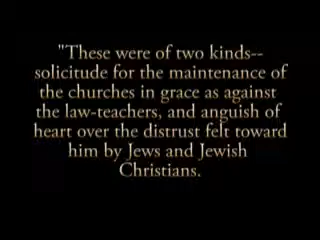 "These were of two kinds--
solicitude for the maintenance of
the churches in grace as against
the law-teachers, and anguish of
heart over the distrust felt toward
him by Jews and Jewish
Christians.